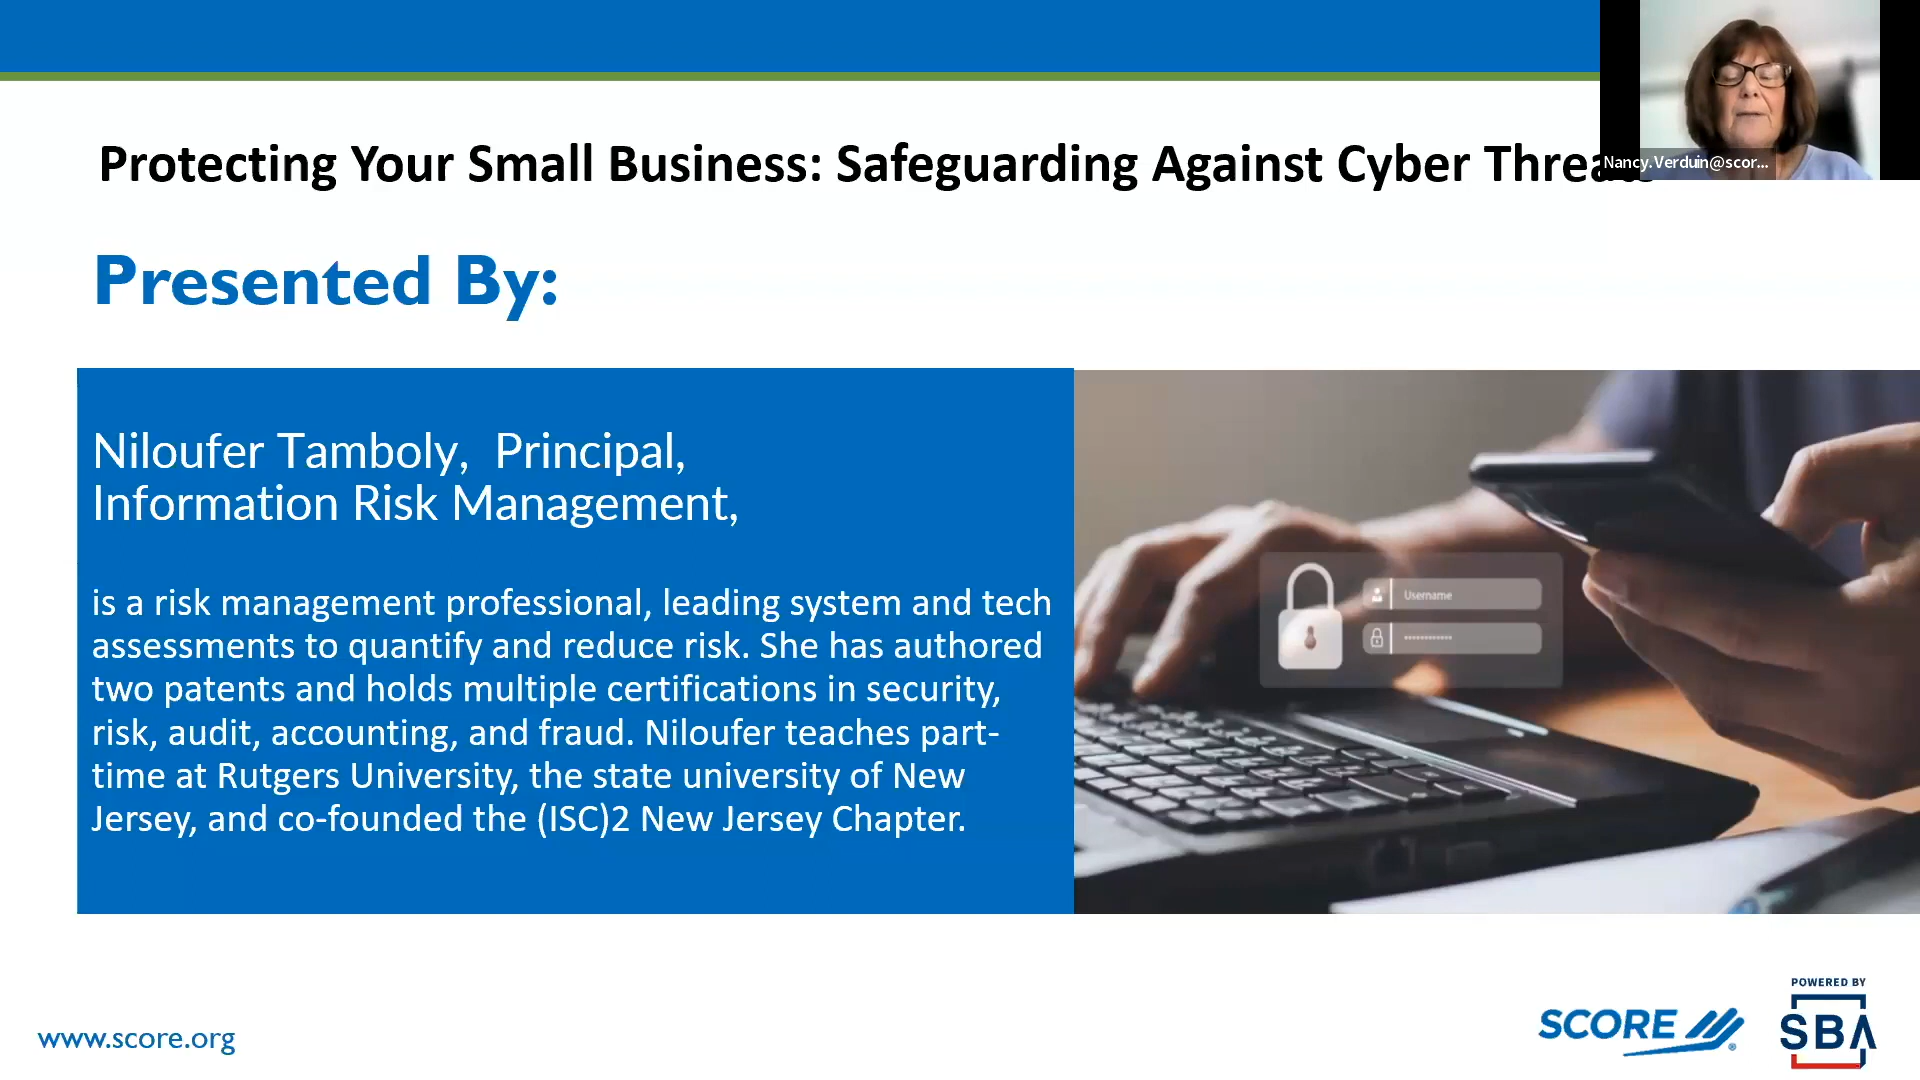 Protecting Your Small Business: Safeguarding Against Cyber
Nancy.Verduin@scor...
Presented By:
Niloufer Tamboly, Principal,
Information Risk Management,
is a risk management professional, leading system and tech
assessments to quantify and reduce risk. She has authored
two patents and holds multiple certifications in security,
risk, audit, accounting, and fraud. Niloufer teaches part-
time at Rutgers University, the state university of New
Jersey, and co-founded the (ISC)2 New Jersey Chapter.
Username
www.score.org
SCORE
POWERED BY
SBA